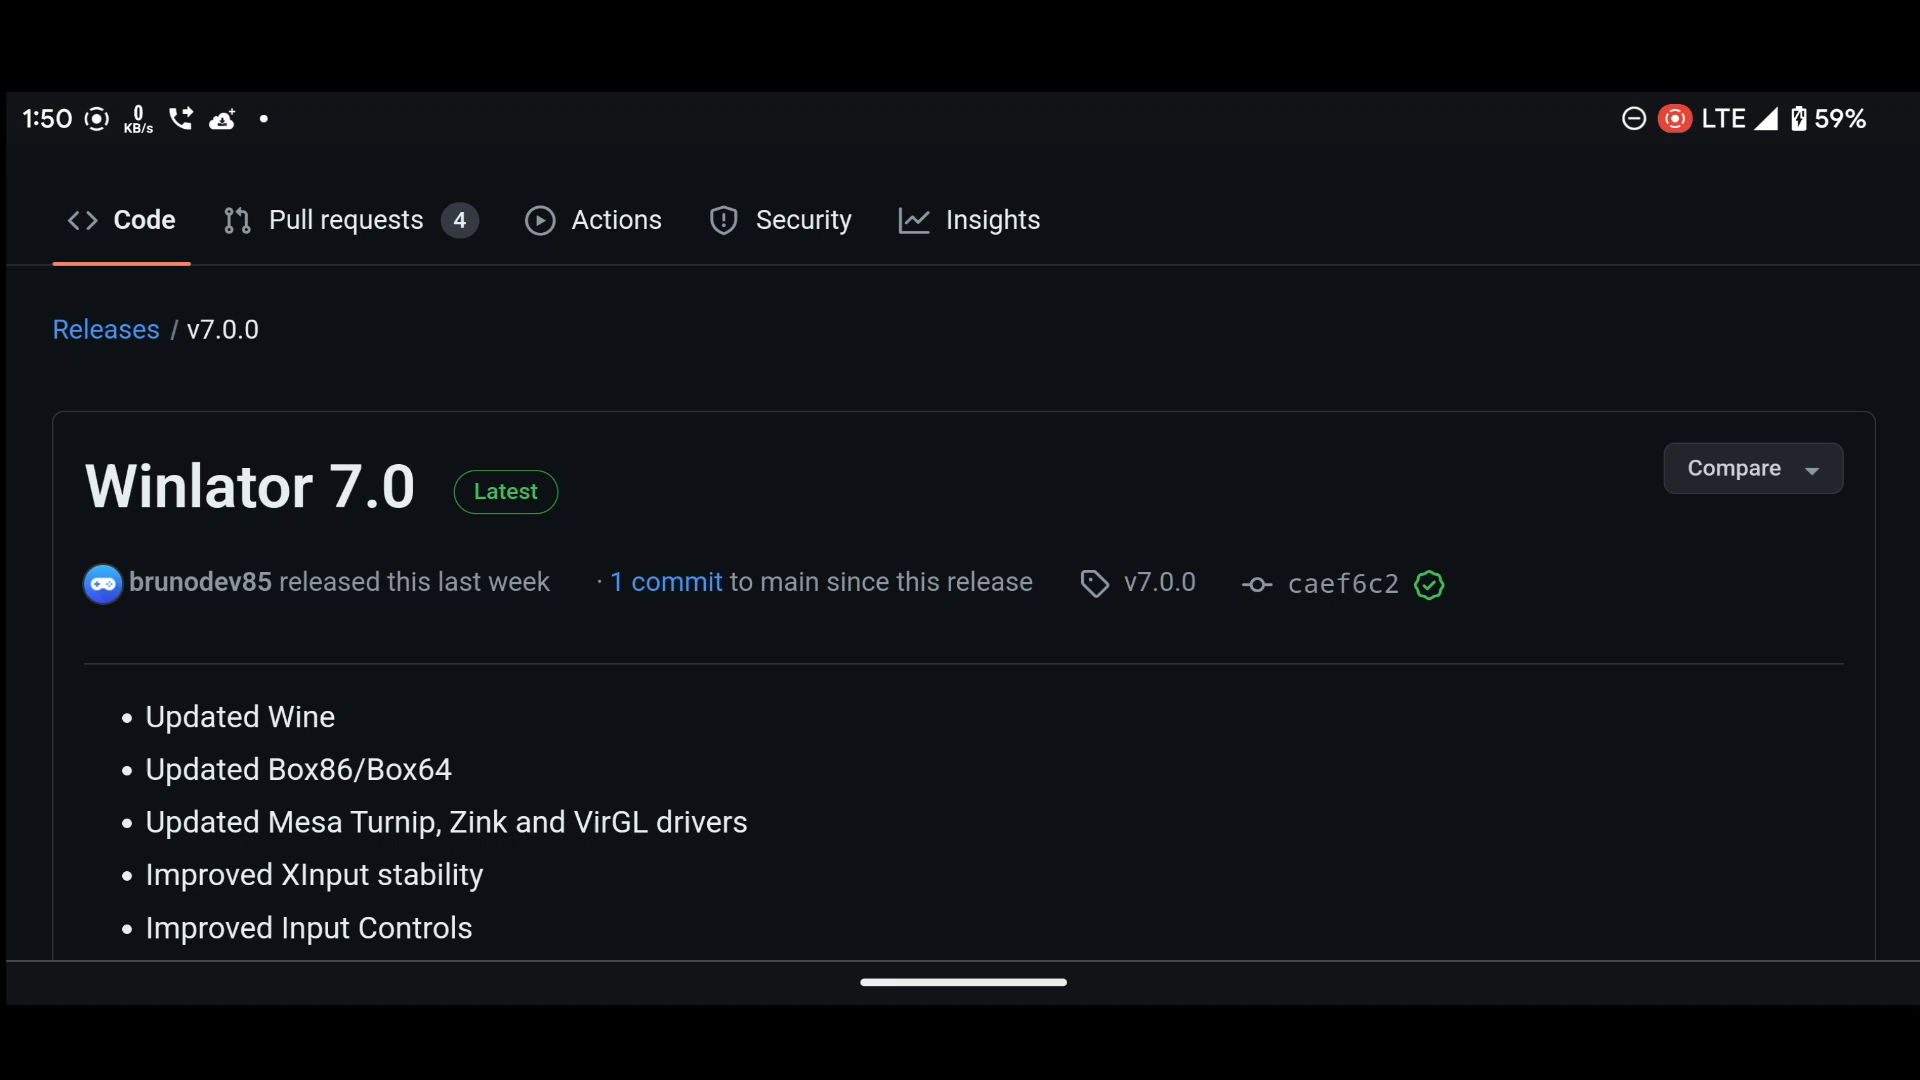 1:50 0 KB/s LTE 59%
Code Pull requests 4 Actions Security Insights
Releases / v7.0.0
Winlator 7.0 Latest Compare
brunodev85 released this last week · 1 commit to main since this release v7.0.0 caef6c2
• Updated Wine
• Updated Box86/Box64
• Updated Mesa Turnip, Zink and VirGL drivers
• Improved XInput stability
• Improved Input Controls